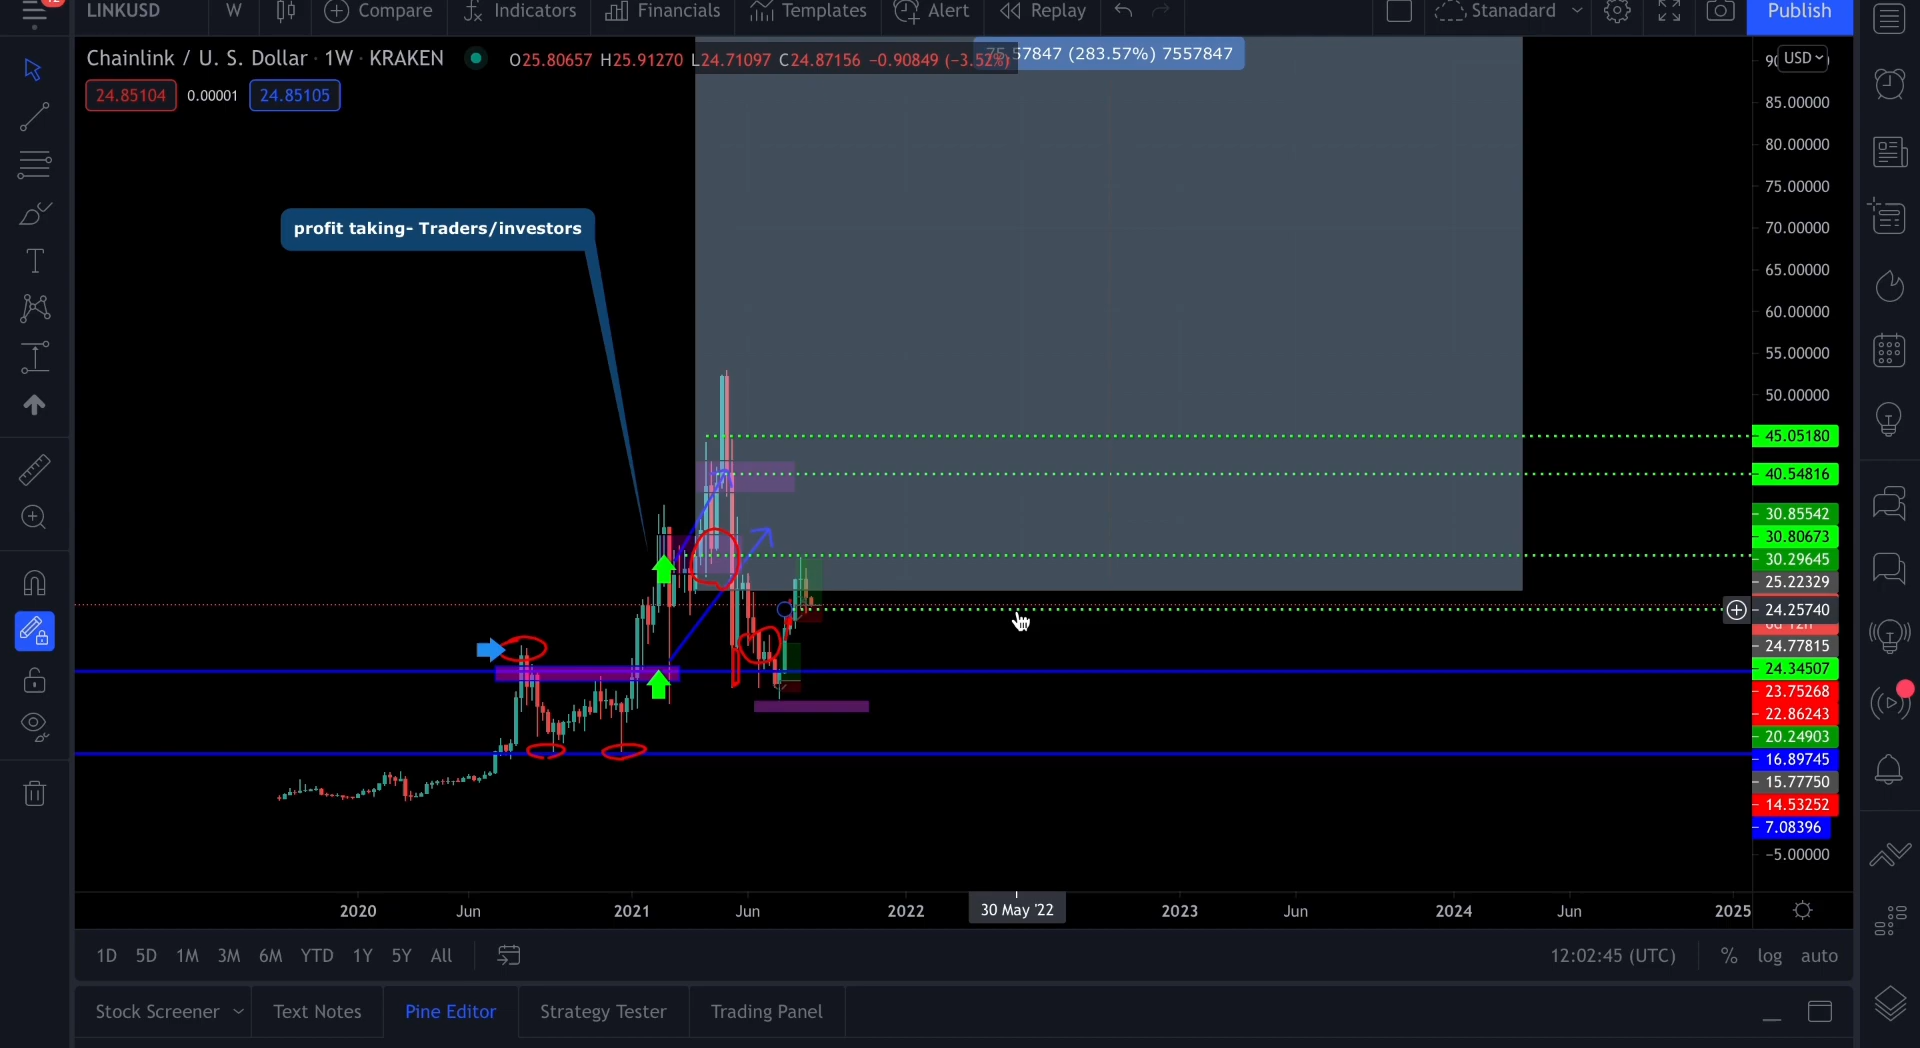 12
LINKUSD W Compare Indicators Financials Templates Alert Replay Stanadard Publish
Chainlink / U. S. Dollar · 1W · KRAKEN O25.80657 H25.91270 L24.71097 C24.87156 −0.90849 (−3.52%)
57847 (283.57%) 7557847
USD
24.85104 0.00001 24.85105
85.00000
80.00000
75.00000
70.00000
65.00000
60.00000
55.00000
50.00000
profit taking- Traders/investors
45.05180
40.54816
30.85542
30.80673
30.29645
25.22329
24.25740
6d 12h
24.77815
24.34507
23.75268
22.86243
20.24903
16.89745
15.77750
14.53252
7.08396
−5.00000
2020 Jun 2021 Jun 2022 30 May '22 2023 Jun 2024 Jun 2025
1D 5D 1M 3M 6M YTD 1Y 5Y All 12:02:45 (UTC) % log auto
Stock Screener Text Notes Pine Editor Strategy Tester Trading Panel